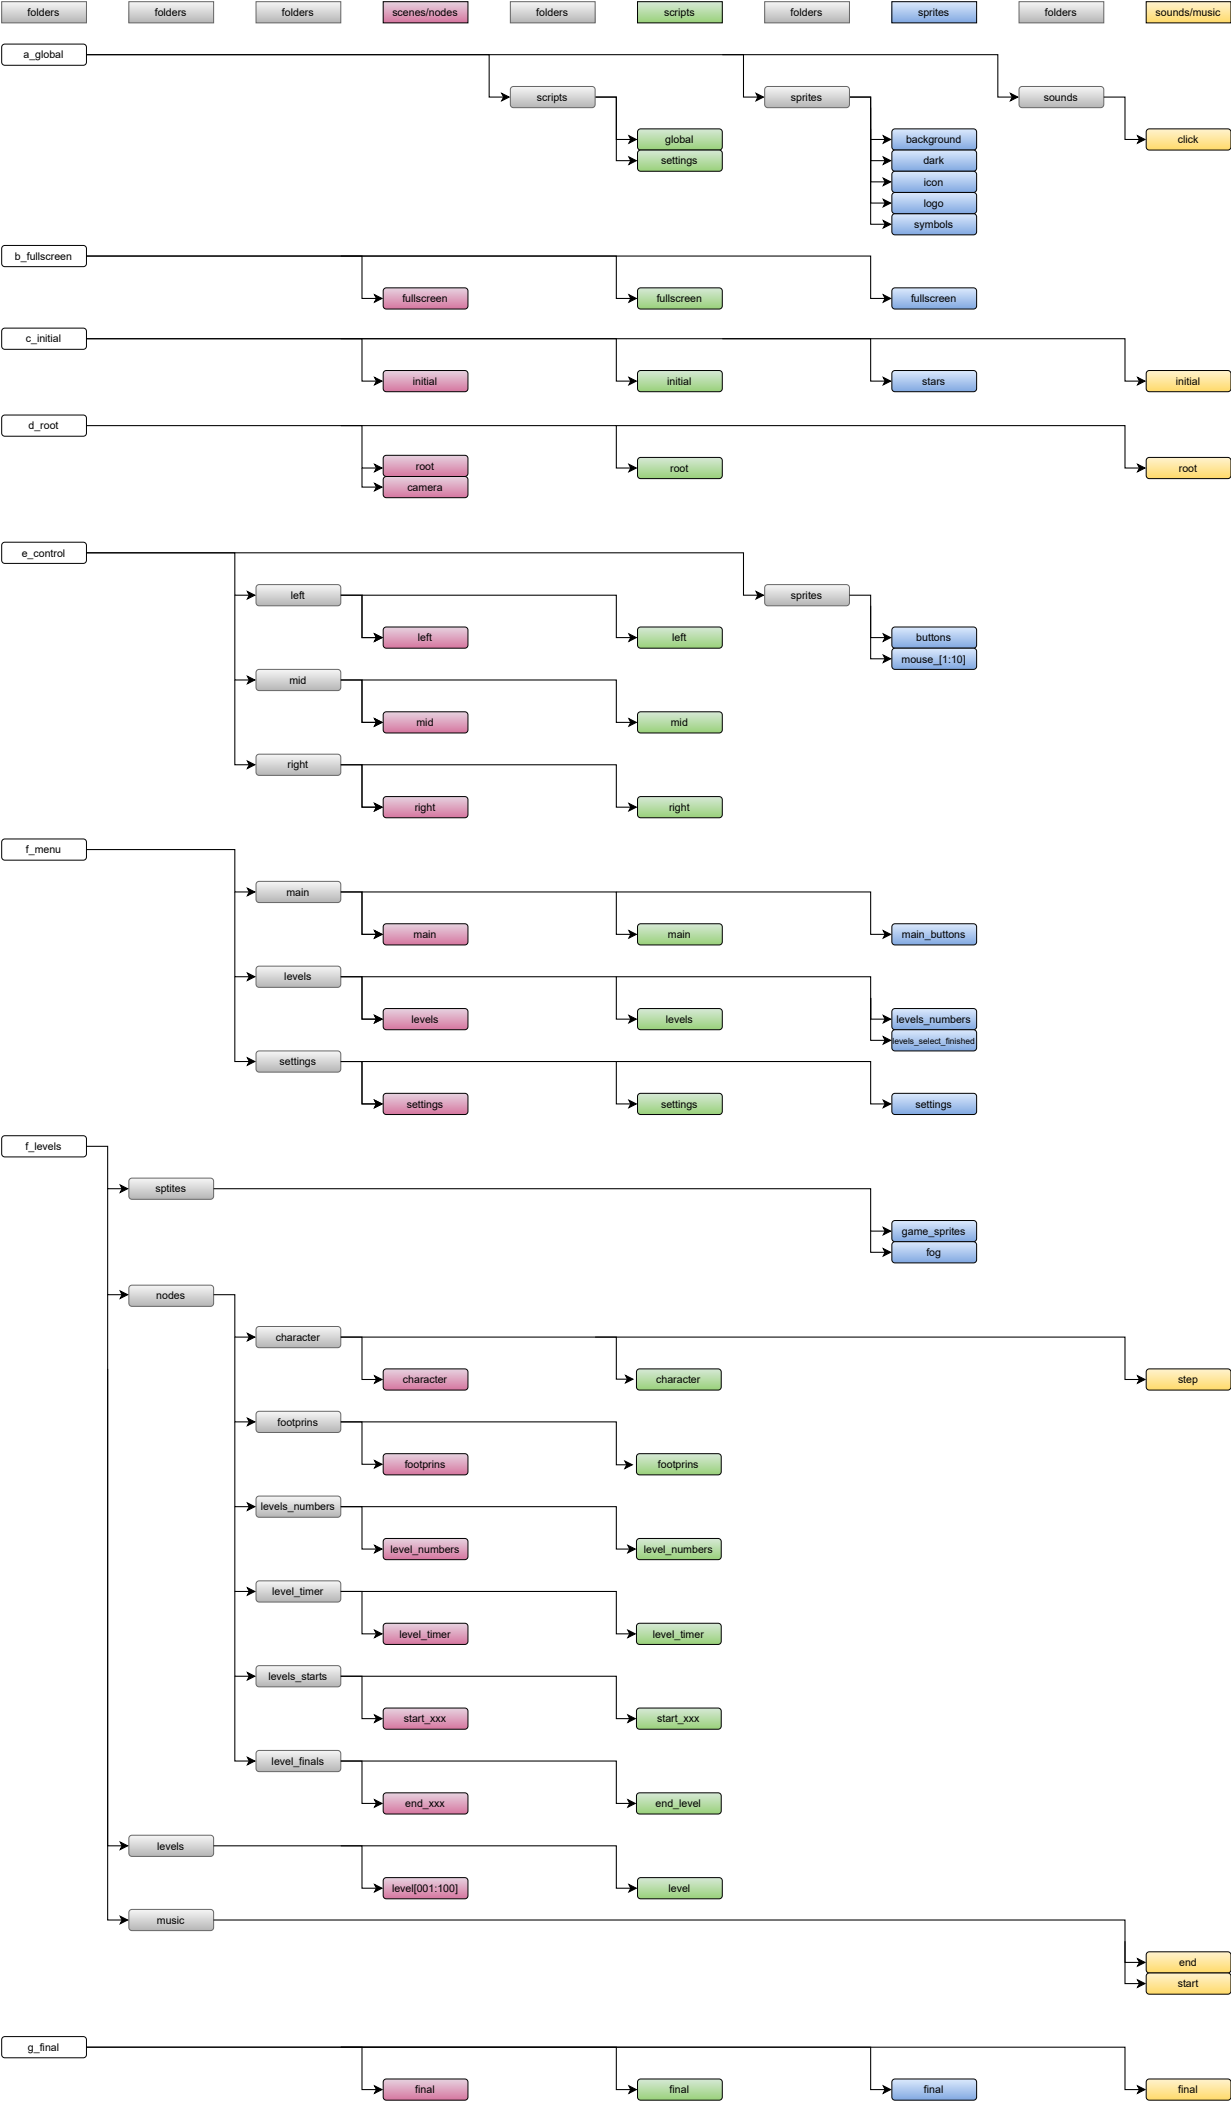 folders folders folders scenes/nodes folders scripts folders sprites folders sounds/music
a_global
scripts sprites sounds
global background click
settings dark
icon
logo
symbols
b_fullscreen
fullscreen fullscreen fullscreen
c_initial
initial initial stars initial
d_root
root root root
camera
e_control
left sprites
left left buttons
mouse_[1:10]
mid
mid mid
right
right right
f_menu
main
main main main_buttons
levels
levels levels levels_numbers
levels_select_finished
settings
settings settings settings
f_levels
sptites
game_sprites
fog
nodes
character
character character step
footprins
footprins footprins
levels_numbers
level_numbers level_numbers
level_timer
level_timer level_timer
levels_starts
start_xxx start_xxx
level_finals
end_xxx end_level
levels
level[001:100] level
music
end
start
g_final
final final final final